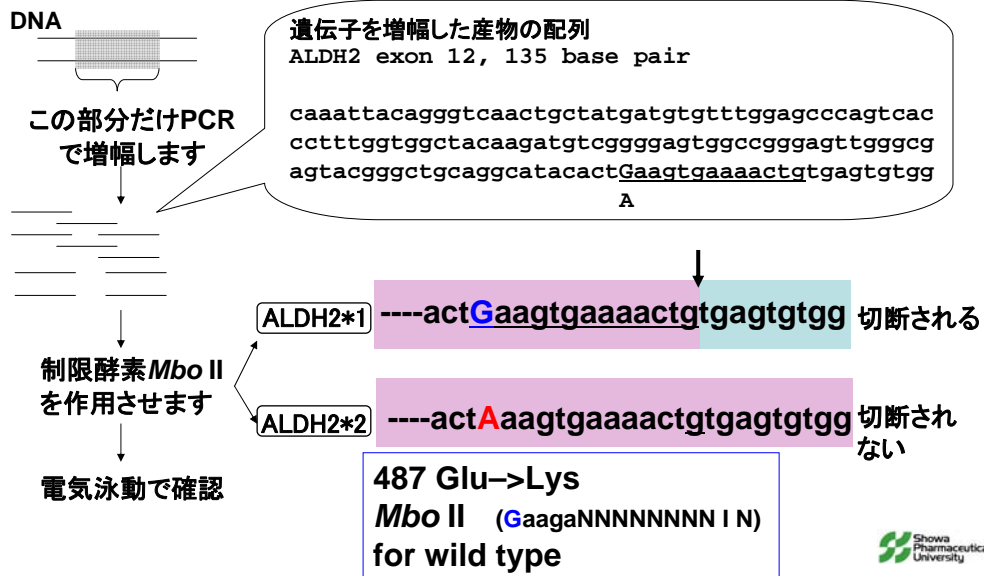 DNA
この部分だけPCR
で増幅します
遺伝子を増幅した産物の配列
ALDH2 exon 12, 135 base pair
caaattacagggtcaactgctatgatgtgtttggagcccagtcac
cctttggtggctacaagatgtcggggagtggccgggagttgggcg
agtacgggctgcaggcatacactGaagtgaaaactgtgagtgtgg
A
ALDH2*1
----actGaagtgaaaactgtgagtgtgg
切断される
制限酵素Mbo II
を作用させます
ALDH2*2
----actAaagtgaaaactgtgagtgtgg
切断され
ない
電気泳動で確認
487 Glu–>Lys
Mbo II (GaagaNNNNNNNN I N)
for wild type
Showa
Pharmaceutica
University